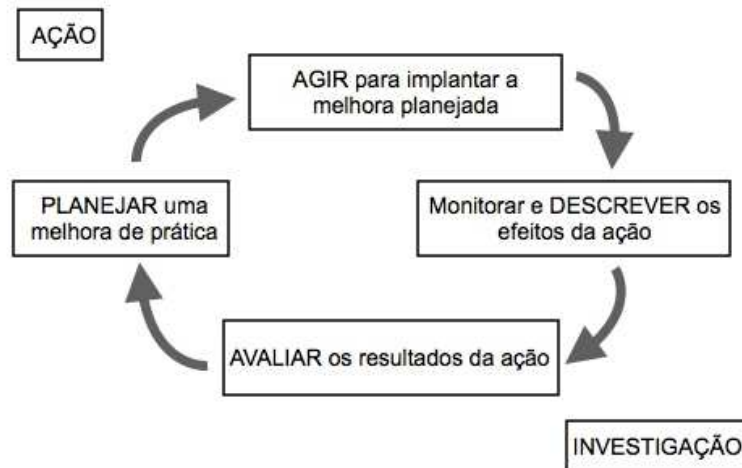 AÇÃO
AGIR para implantar a
melhora planejada
PLANEJAR uma
melhora de prática
Monitorar e DESCREVER os
efeitos da ação
AVALIAR os resultados da ação
INVESTIGAÇÃO